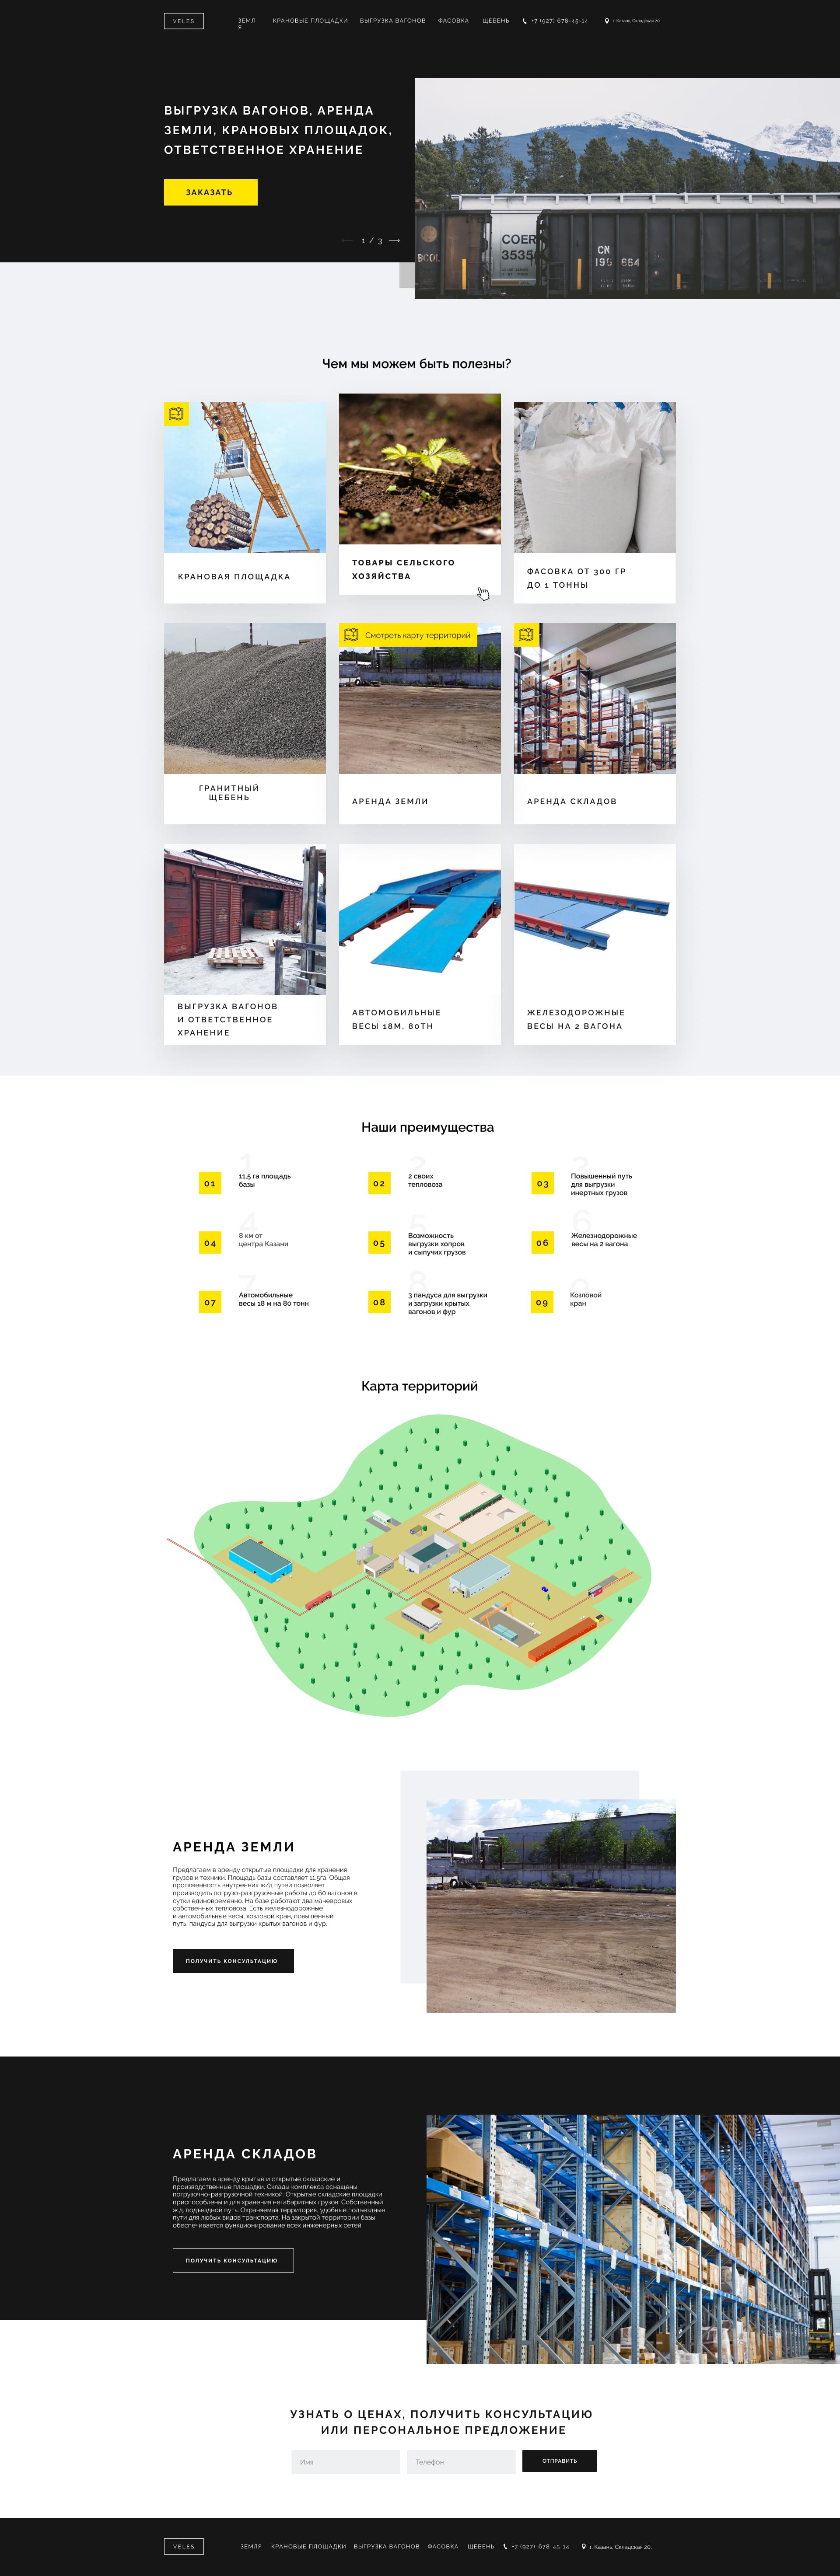 VELES
ЗЕМЛ
Я
КРАНОВЫЕ ПЛОЩАДКИ
ВЫГРУЗКА ВАГОНОВ
ФАСОВКА
ЩЕБЕНЬ
+7 (927) 678-45-14
г. Казань, Складская 20
ВЫГРУЗКА ВАГОНОВ, АРЕНДА
ЗЕМЛИ, КРАНОВЫХ ПЛОЩАДОК,
ОТВЕТСТВЕННОЕ ХРАНЕНИЕ
ЗАКАЗАТЬ
1 / 3
COER
3535
CN
Чем мы можем быть полезны?
КРАНОВАЯ ПЛОЩАДКА
ТОВАРЫ СЕЛЬСКОГО
ХОЗЯЙСТВА
ФАСОВКА ОТ 300 ГР
ДО 1 ТОННЫ
Смотреть карту территорий
ГРАНИТНЫЙ
ЩЕБЕНЬ
АРЕНДА ЗЕМЛИ
АРЕНДА СКЛАДОВ
ВЫГРУЗКА ВАГОНОВ
И ОТВЕТСТВЕННОЕ
ХРАНЕНИЕ
АВТОМОБИЛЬНЫЕ
ВЕСЫ 18М, 80ТН
ЖЕЛЕЗОДОРОЖНЫЕ
ВЕСЫ НА 2 ВАГОНА
Наши преимущества
1
01
11,5 га площадь
базы
2
02
2 своих
тепловоза
3
03
Повышенный путь
для выгрузки
инертных грузов
4
04
8 км от
центра Казани
5
05
Возможность
выгрузки хопров
и сыпучих грузов
6
06
Железнодорожные
весы на 2 вагона
7
07
Автомобильные
весы 18 м на 80 тонн
8
08
3 пандуса для выгрузки
и загрузки крытых
вагонов и фур
9
09
Козловой
кран
Карта территорий
АРЕНДА ЗЕМЛИ
Предлагаем в аренду открытые площадки для хранения
грузов и техники. Площадь базы составляет 11,5га. Общая
протяженность внутренних ж/д путей позволяет
производить погрузо-разгрузочные работы до 60 вагонов в
сутки единовременно. На базе работают два маневровых
собственных тепловоза. Есть железнодорожные
и автомобильные весы, козловой кран, повышенный
путь, пандусы для выгрузки крытых вагонов и фур.
ПОЛУЧИТЬ КОНСУЛЬТАЦИЮ
АРЕНДА СКЛАДОВ
Предлагаем в аренду крытые и открытые складские и
производственные площадки. Склады комплекса оснащены
погрузочно-разгрузочной техникой. Открытые складские площадки
приспособлены и для хранения негабаритных грузов. Собственный
ж.д. подъездной путь. Охраняемая территория, удобные подъездные
пути для любых видов транспорта. На закрытой территории базы
обеспечивается функционирование всех инженерных сетей.
ПОЛУЧИТЬ КОНСУЛЬТАЦИЮ
УЗНАТЬ О ЦЕНАХ, ПОЛУЧИТЬ КОНСУЛЬТАЦИЮ
ИЛИ ПЕРСОНАЛЬНОЕ ПРЕДЛОЖЕНИЕ
Имя
Телефон
ОТПРАВИТЬ
VELES
ЗЕМЛЯ
КРАНОВЫЕ ПЛОЩАДКИ
ВЫГРУЗКА ВАГОНОВ
ФАСОВКА
ЩЕБЕНЬ
+7 (927)-678-45-14
г. Казань, Складская 20.